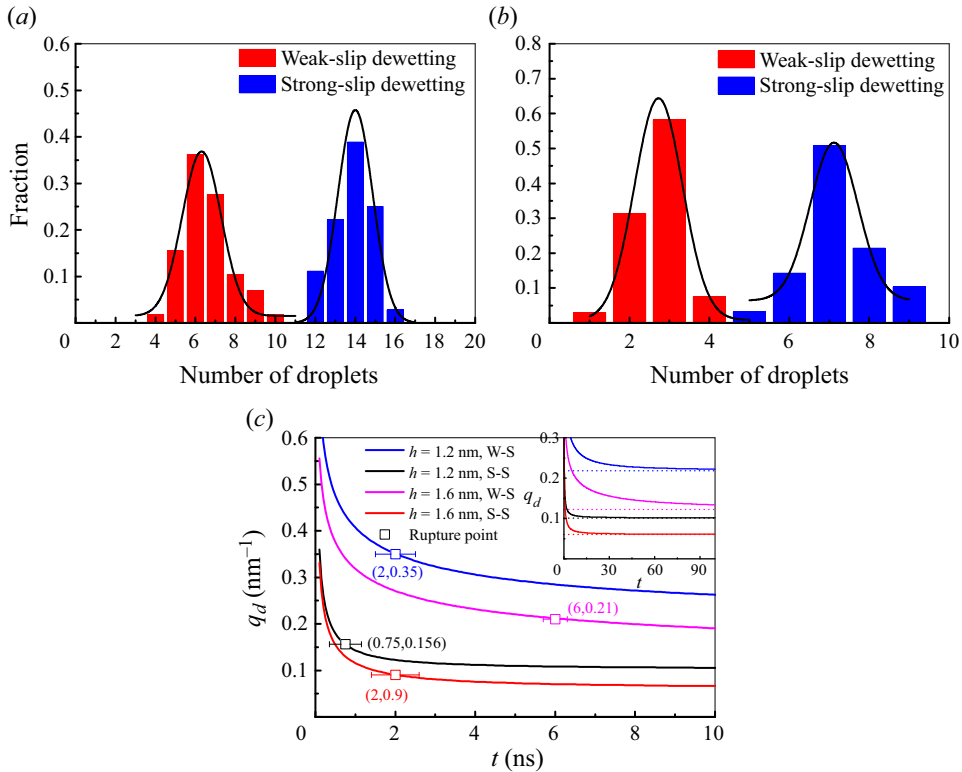 (a)
(b)
Weak-slip dewetting
Strong-slip dewetting
0.6
0.5
0.4
0.3
0.2
0.1
0 2 4 6 8 10 12 14 16 18 20
Fraction
Number of droplets
Weak-slip dewetting
Strong-slip dewetting
0.8
0.7
0.6
0.5
0.4
0.3
0.2
0.1
0 2 4 6 8 10
Number of droplets
(c)
h = 1.2 nm, W-S
h = 1.2 nm, S-S
h = 1.6 nm, W-S
h = 1.6 nm, S-S
Rupture point
0.6
0.5
0.4
0.3
0.2
0.1
0 2 4 6 8 10
q_d (nm⁻¹)
t (ns)
(2,0.35)
(6,0.21)
(0.75,0.156)
(2,0.9)
0.3
0.2
0.1
0 30 60 90
q_d
t